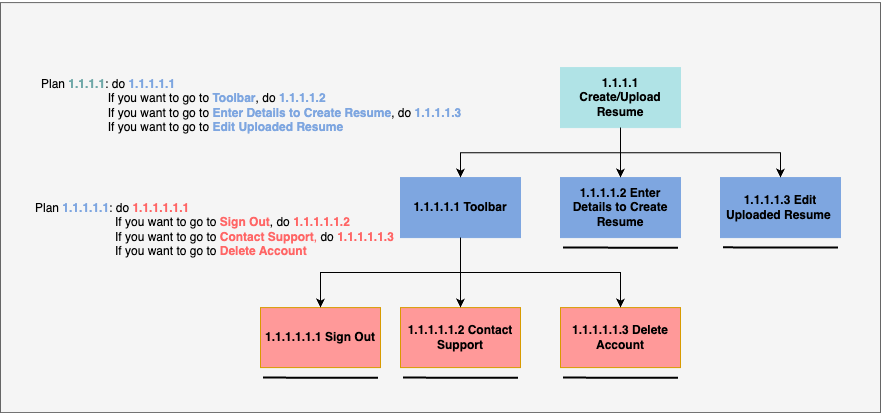 Plan 1.1.1.1: do 1.1.1.1.1
If you want to go to Toolbar, do 1.1.1.1.2
If you want to go to Enter Details to Create Resume, do 1.1.1.1.3
If you want to go to Edit Uploaded Resume
1.1.1.1
Create/Upload
Resume
Plan 1.1.1.1.1: do 1.1.1.1.1.1
If you want to go to Sign Out, do 1.1.1.1.1.2
If you want to go to Contact Support, do 1.1.1.1.1.3
If you want to go to Delete Account
1.1.1.1.1 Toolbar
1.1.1.1.2 Enter
Details to Create
Resume
1.1.1.1.3 Edit
Uploaded Resume
1.1.1.1.1.1 Sign Out
1.1.1.1.1.2 Contact
Support
1.1.1.1.1.3 Delete
Account